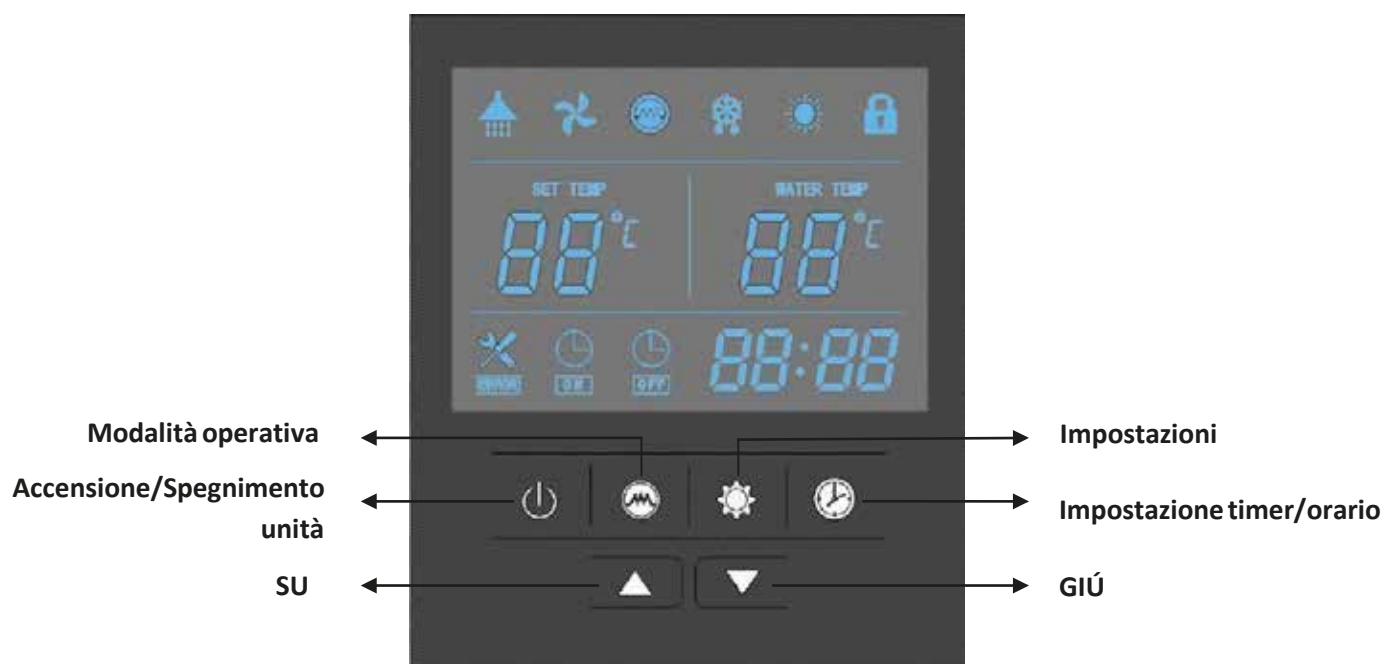 SET TEMP
WATER TEMP
88°C
88°C
ERROR
ON
OFF
88:88
Modalità operativa
Impostazioni
Accensione/Spegnimento
unità
Impostazione timer/orario
SU
GIÚ